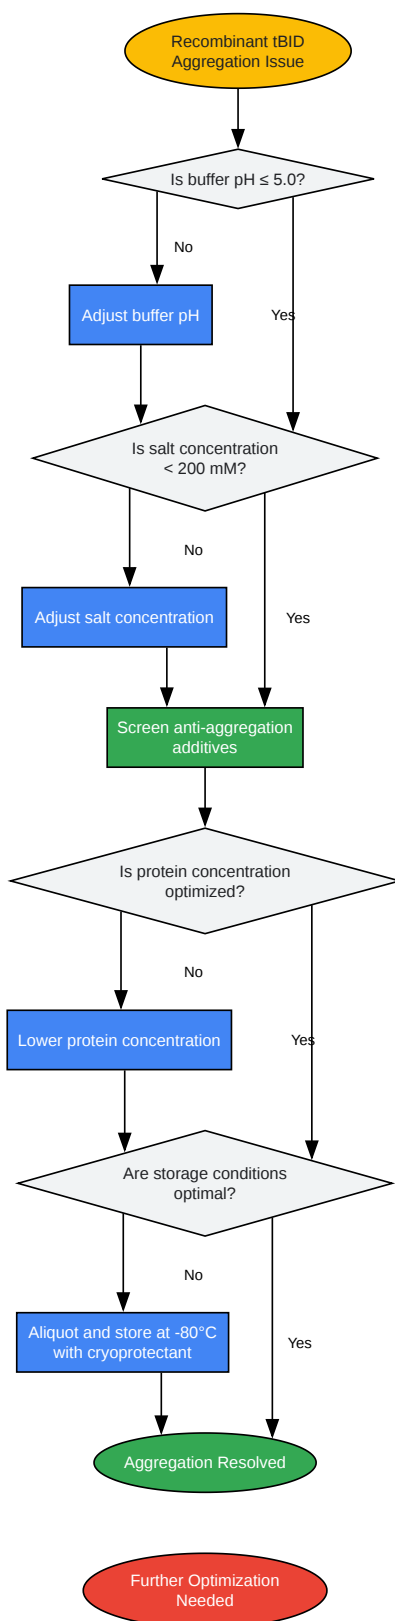 Recombinant tBID
Aggregation Issue
Is buffer pH ≤ 5.0?
No
Adjust buffer pH
Yes
Is salt concentration
< 200 mM?
No
Adjust salt concentration
Yes
Screen anti-aggregation
additives
Is protein concentration
optimized?
No
Lower protein concentration
Yes
Are storage conditions
optimal?
No
Aliquot and store at -80°C
with cryoprotectant
Yes
Aggregation Resolved
Further Optimization
Needed